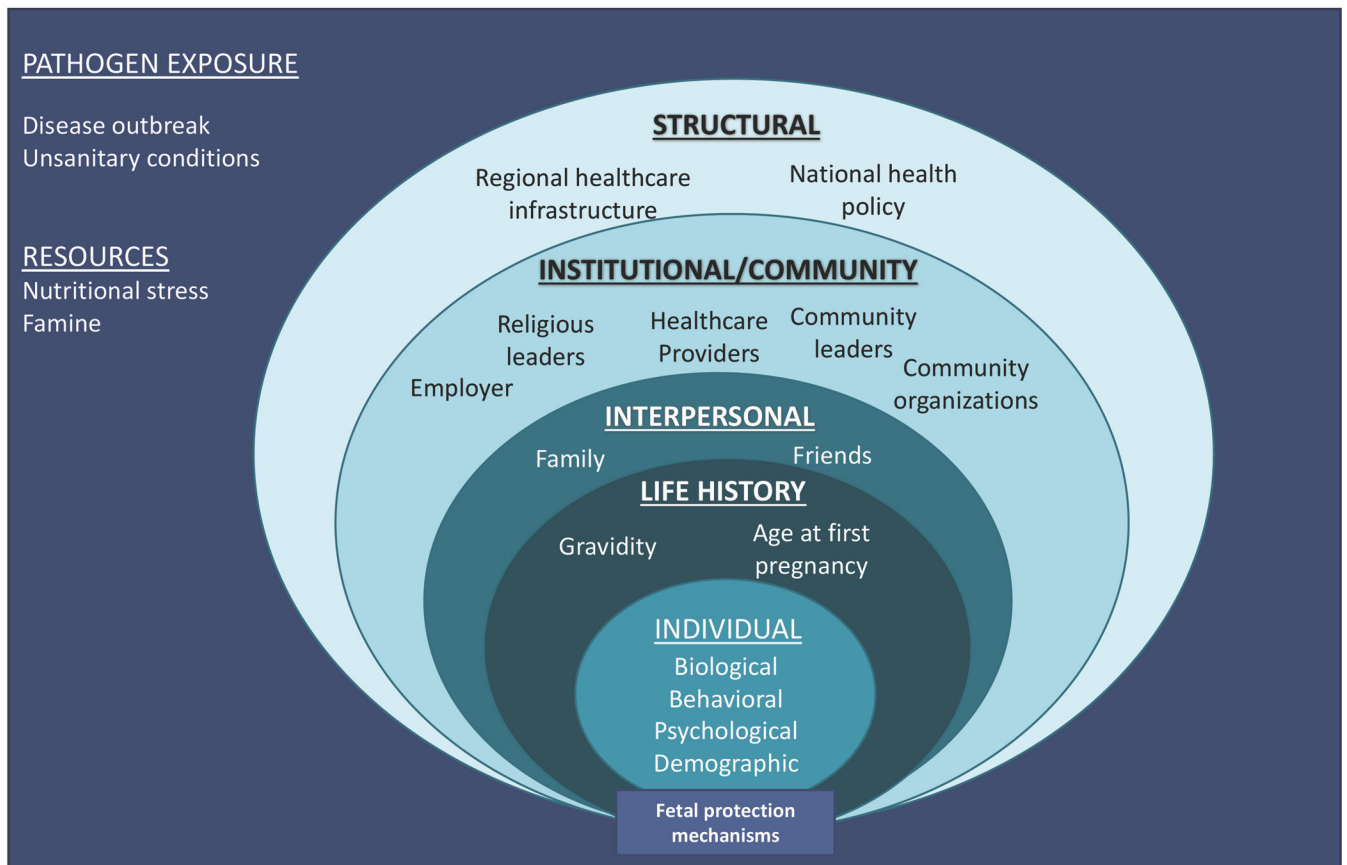 PATHOGEN EXPOSURE
Disease outbreak
Unsanitary conditions
RESOURCES
Nutritional stress
Famine
STRUCTURAL
Regional healthcare
infrastructure
National health
policy
INSTITUTIONAL/COMMUNITY
Employer
Religious
leaders
Healthcare
Providers
Community
leaders
Community
organizations
INTERPERSONAL
Family
Friends
LIFE HISTORY
Gravidity
Age at first
pregnancy
INDIVIDUAL
Biological
Behavioral
Psychological
Demographic
Fetal protection
mechanisms